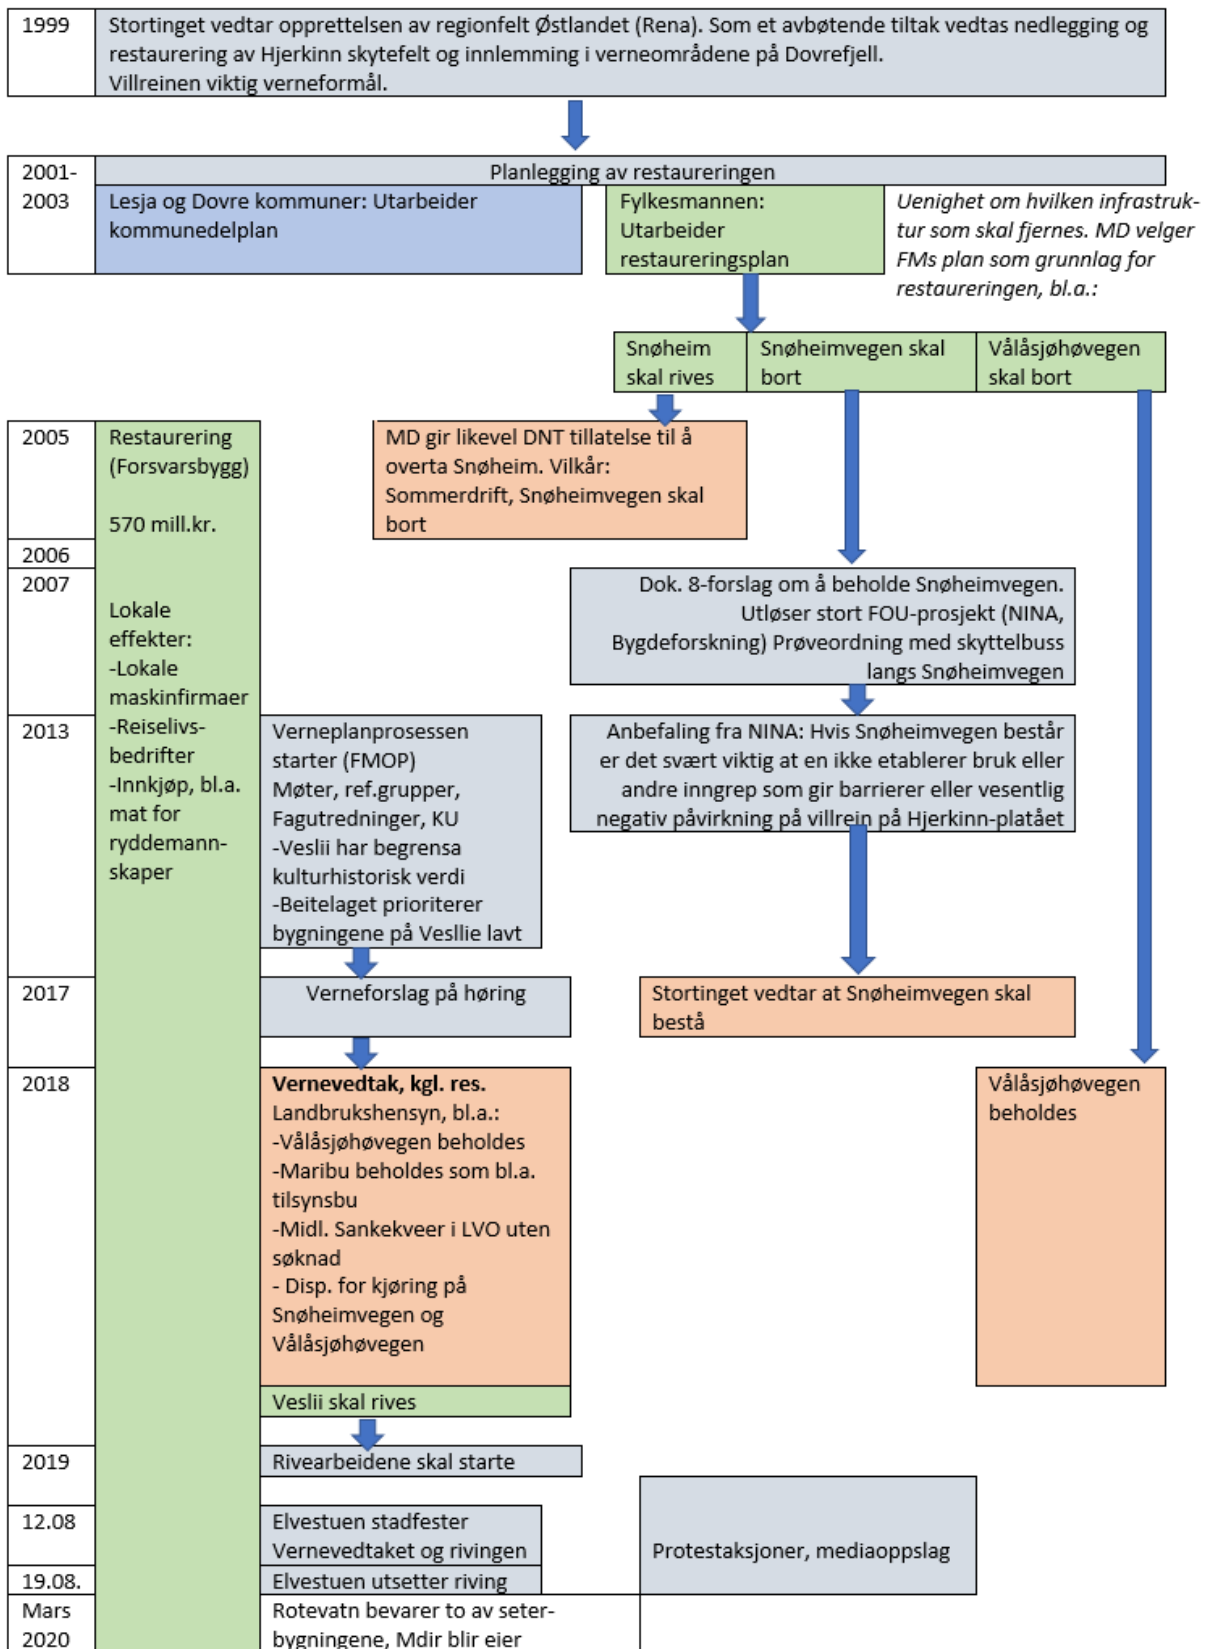 1999
Stortinget vedtar opprettelsen av regionfelt Østlandet (Rena). Som et avbøtende tiltak vedtas nedlegging og
restaurering av Hjerkinn skytefelt og innlemming i verneområdene på Dovrefjell.
Villreinen viktig verneformål.
2001-
2003
Planlegging av restaureringen
Lesja og Dovre kommuner: Utarbeider
kommunedelplan
Fylkesmannen:
Utarbeider
restaureringsplan
Uenighet om hvilken infrastruk-
tur som skal fjernes. MD velger
FMs plan som grunnlag for
restaureringen, bl.a.:
Snøheim
skal rives
Snøheimvegen skal
bort
Vålåsjøhøvegen
skal bort
2005
Restaurering
(Forsvarsbygg)
570 mill.kr.
Lokale
effekter:
-Lokale
maskinfirmaer
-Reiselivs-
bedrifter
-Innkjøp, bl.a.
mat for
ryddemann-
skaper
MD gir likevel DNT tillatelse til å
overta Snøheim. Vilkår:
Sommerdrift, Snøheimvegen skal
bort
2006
2007
Dok. 8-forslag om å beholde Snøheimvegen.
Utløser stort FOU-prosjekt (NINA,
Bygdeforskning) Prøveordning med skyttelbuss
langs Snøheimvegen
2013
Verneplanprosessen
starter (FMOP)
Møter, ref.grupper,
Fagutredninger, KU
-Veslii har begrensa
kulturhistorisk verdi
-Beitelaget prioriterer
bygningene på Vesllie lavt
Anbefaling fra NINA: Hvis Snøheimvegen består
er det svært viktig at en ikke etablerer bruk eller
andre inngrep som gir barrierer eller vesentlig
negativ påvirkning på villrein på Hjerkinn-platået
2017
Verneforslag på høring
Stortinget vedtar at Snøheimvegen skal
bestå
2018
Vernevedtak, kgl. res.
Landbrukshensyn, bl.a.:
-Vålåsjøhøvegen beholdes
-Maribu beholdes som bl.a.
tilsynsbu
-Midl. Sankekveer i LVO uten
søknad
- Disp. for kjøring på
Snøheimvegen og
Vålåsjøhøvegen
Veslii skal rives
Vålåsjøhøvegen
beholdes
2019
Rivearbeidene skal starte
12.08
Elvestuen stadfester
Vernevedtaket og rivingen
Protestaksjoner, mediaoppslag
19.08.
Elvestuen utsetter riving
Mars
2020
Rotevatn bevarer to av seter-
bygningene, Mdir blir eier